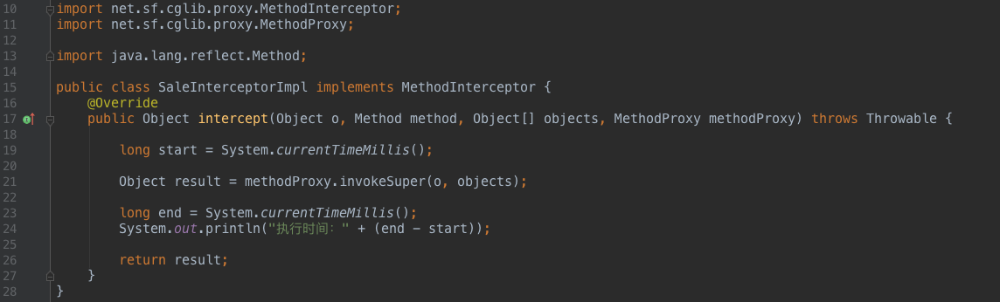 10 import net.sf.cglib.proxy.MethodInterceptor;
11 import net.sf.cglib.proxy.MethodProxy;
12
13 import java.lang.reflect.Method;
14
15 public class SaleInterceptorImpl implements MethodInterceptor {
16     @Override
17     public Object intercept(Object o, Method method, Object[] objects, MethodProxy methodProxy) throws Throwable {
18
19         long start = System.currentTimeMillis();
20
21         Object result = methodProxy.invokeSuper(o, objects);
22
23         long end = System.currentTimeMillis();
24         System.out.println("执行时间：" + (end - start));
25
26         return result;
27     }
28 }